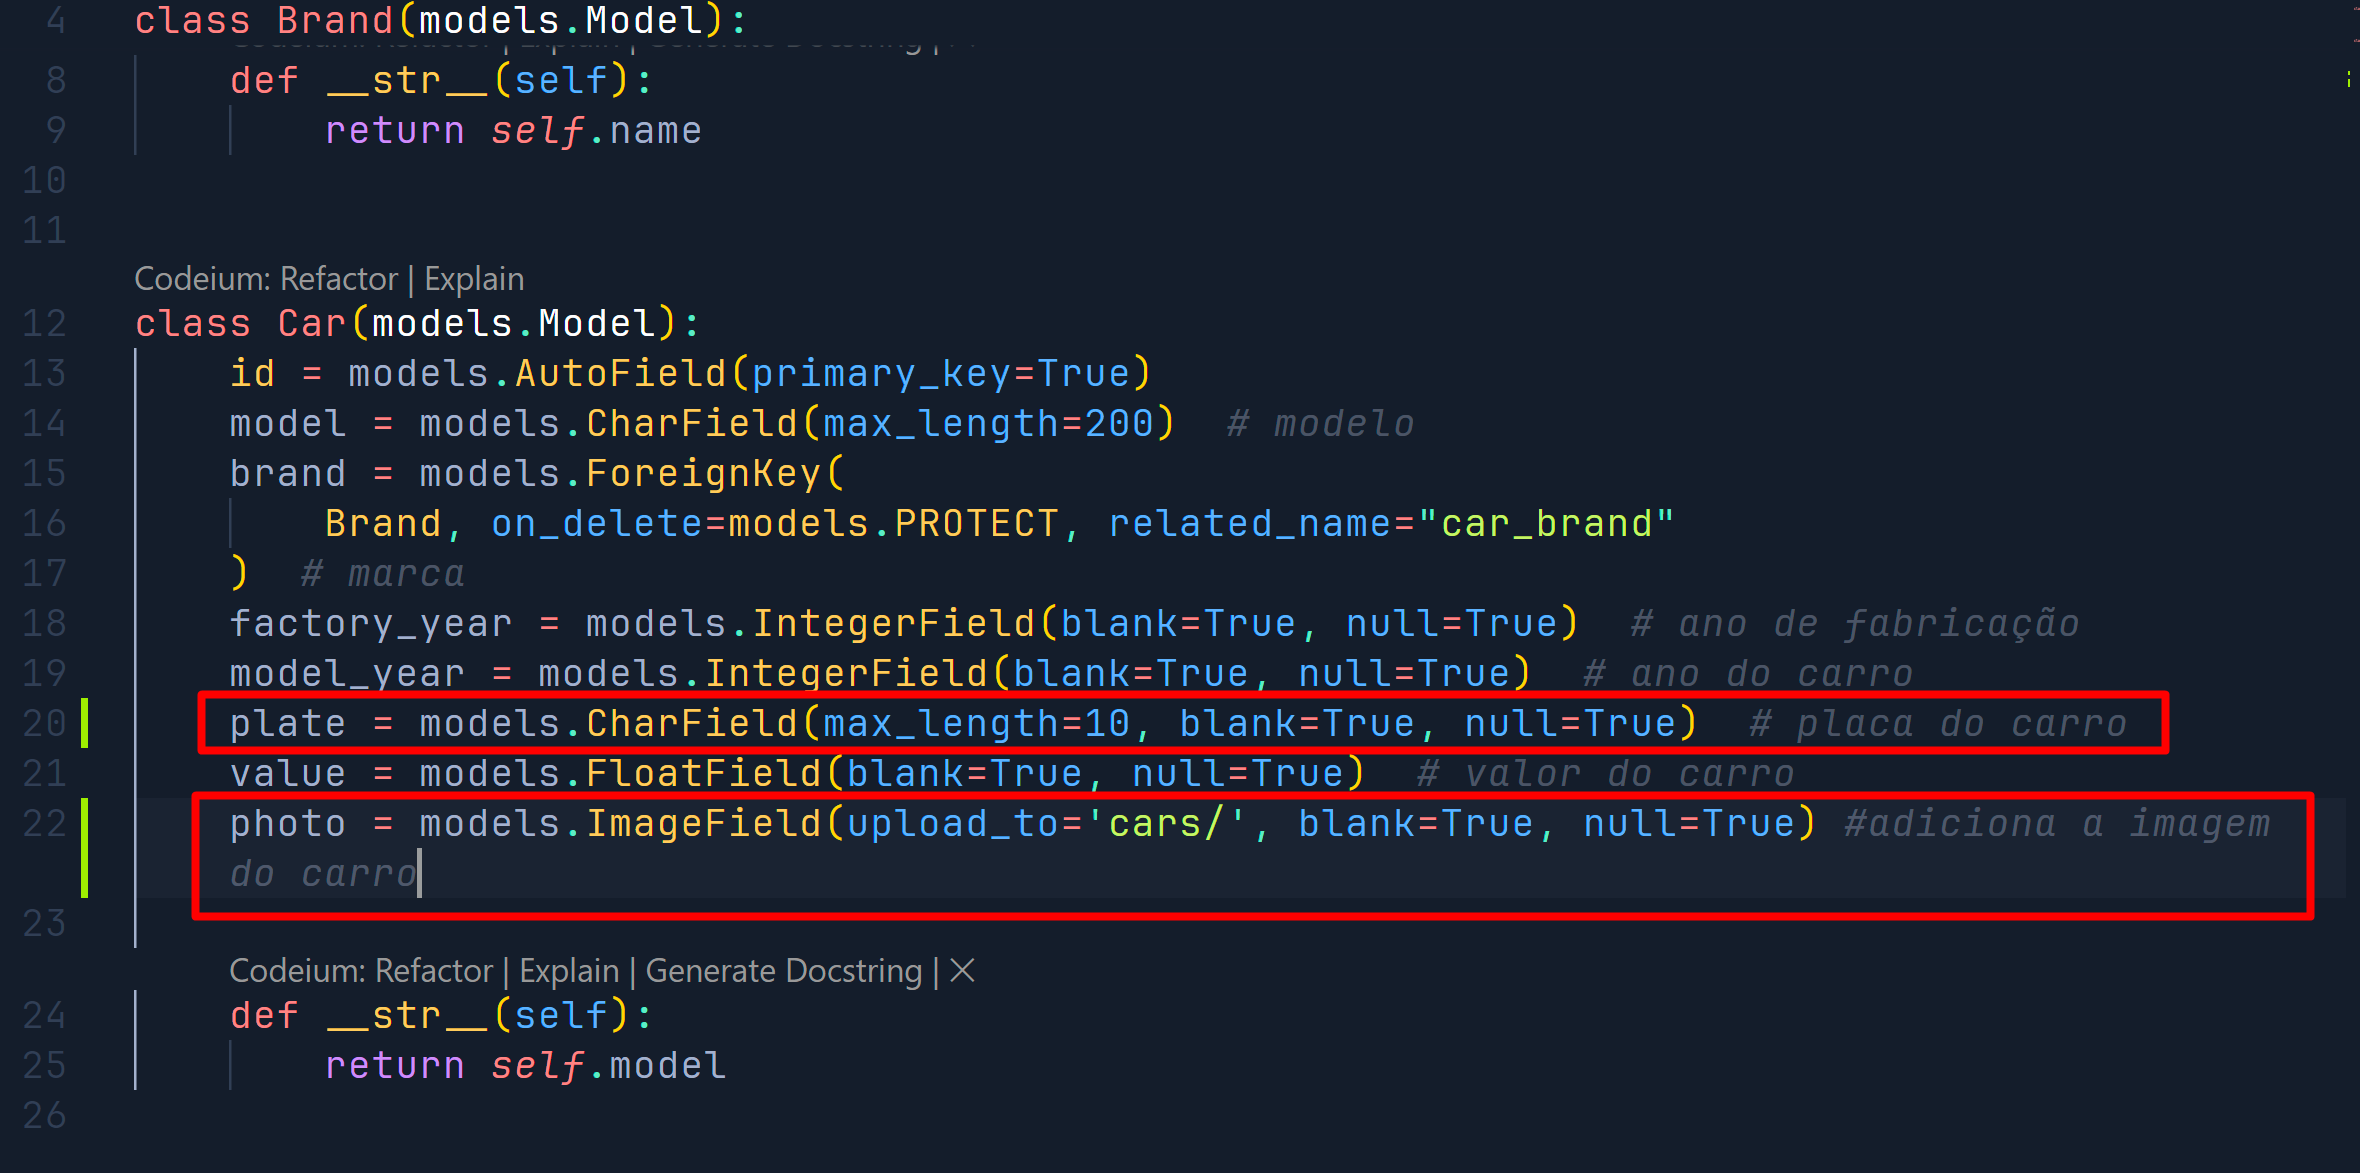 4 class Brand(models.Model):
8 def __str__(self):
9 return self.name
10
11
Codeium: Refactor | Explain
12 class Car(models.Model):
13 id = models.AutoField(primary_key=True)
14 model = models.CharField(max_length=200)  # modelo
15 brand = models.ForeignKey(
16 Brand, on_delete=models.PROTECT, related_name="car_brand"
17 )  # marca
18 factory_year = models.IntegerField(blank=True, null=True)  # ano de fabricação
19 model_year = models.IntegerField(blank=True, null=True)  # ano do carro
20 plate = models.CharField(max_length=10, blank=True, null=True)  # placa do carro
21 value = models.FloatField(blank=True, null=True)  # valor do carro
22 photo = models.ImageField(upload_to='cars/', blank=True, null=True) #adiciona a imagem
do carro
23
Codeium: Refactor | Explain | Generate Docstring | ×
24 def __str__(self):
25 return self.model
26